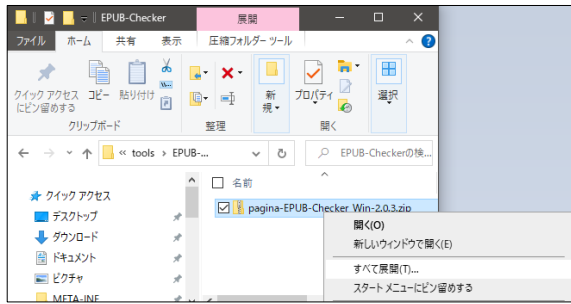 EPUB-Checker
展開
ファイル
ホーム
共有
表示
圧縮フォルダー ツール
クイック アクセス
にピン留めする
コピー
貼り付け
新
規
プロパティ
選択
クリップボード
整理
開く
« tools › EPUB-...
EPUB-Checkerの検...
クイック アクセス
名前
デスクトップ
pagina-EPUB-Checker_Win-2.0.3.zip
ダウンロード
開く(O)
新しいウィンドウで開く(E)
ドキュメント
すべて展開(T)...
ピクチャ
スタート メニューにピン留めする
META-INF